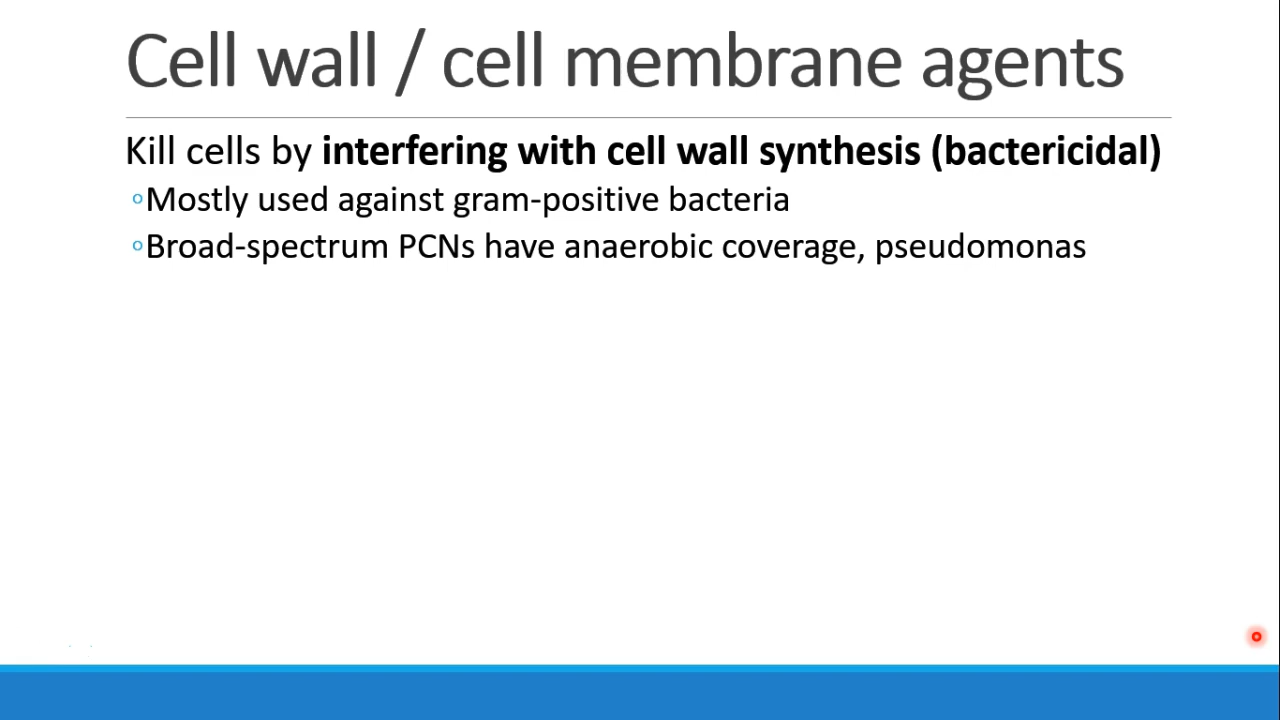 Cell wall / cell membrane agents
Kill cells by interfering with cell wall synthesis (bactericidal)
◦Mostly used against gram-positive bacteria
◦Broad-spectrum PCNs have anaerobic coverage, pseudomonas